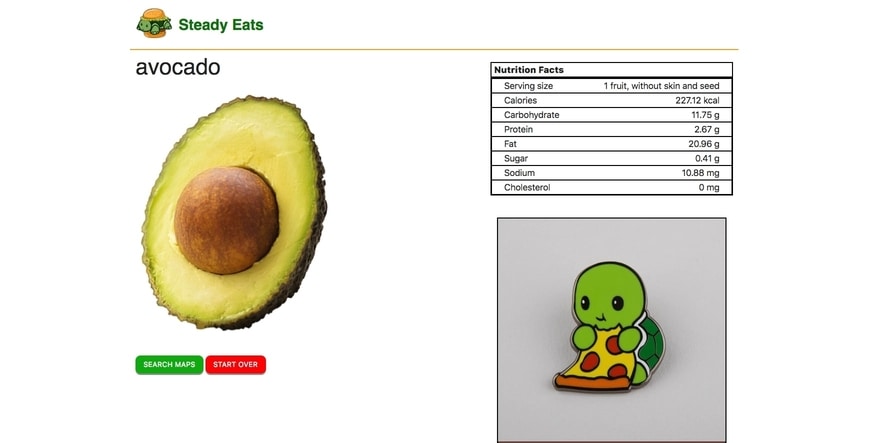 Steady Eats
avocado
Nutrition Facts
Serving size 1 fruit, without skin and seed
Calories 227.12 kcal
Carbohydrate 11.75 g
Protein 2.67 g
Fat 20.96 g
Sugar 0.41 g
Sodium 10.88 mg
Cholesterol 0 mg
SEARCH MAPS START OVER